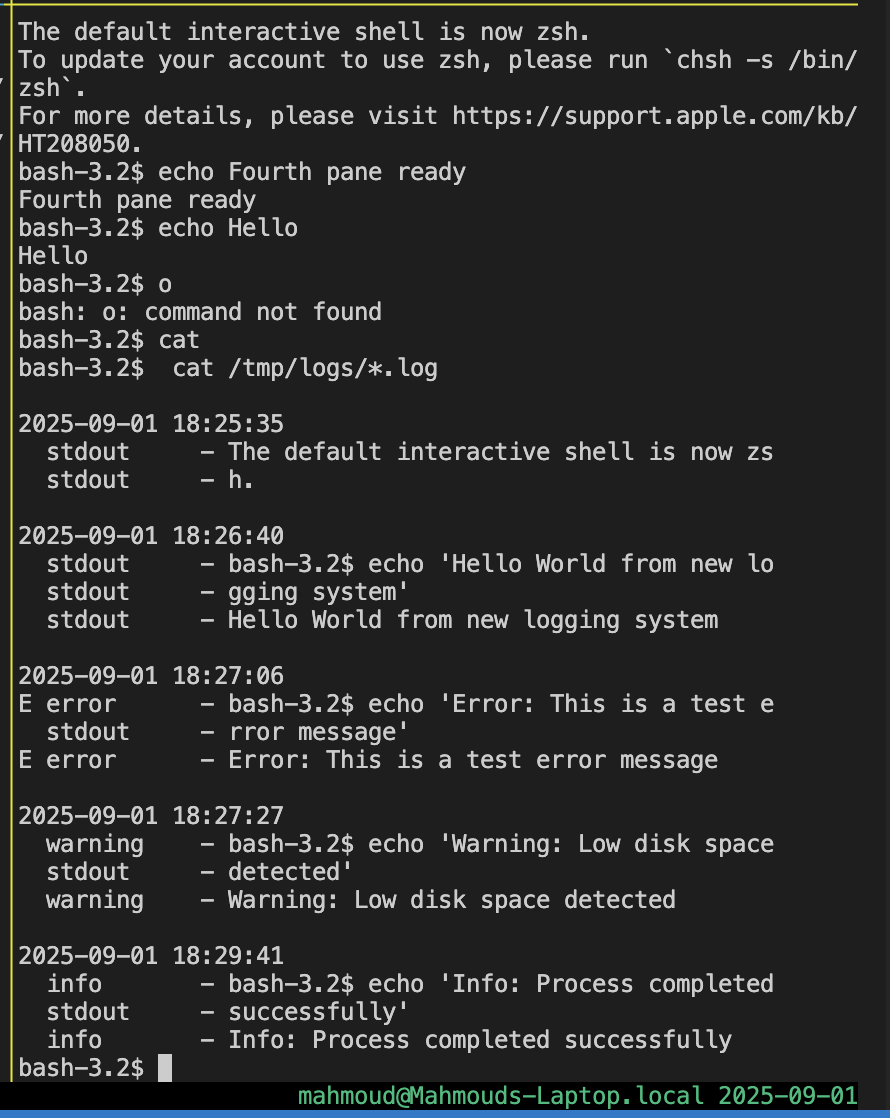 The default interactive shell is now zsh.
To update your account to use zsh, please run `chsh -s /bin/
zsh`.
For more details, please visit https://support.apple.com/kb/
HT208050.
bash-3.2$ echo Fourth pane ready
Fourth pane ready
bash-3.2$ echo Hello
Hello
bash-3.2$ o
bash: o: command not found
bash-3.2$ cat
bash-3.2$  cat /tmp/logs/*.log

2025-09-01 18:25:35
  stdout     - The default interactive shell is now zs
  stdout     - h.

2025-09-01 18:26:40
  stdout     - bash-3.2$ echo 'Hello World from new lo
  stdout     - gging system'
  stdout     - Hello World from new logging system

2025-09-01 18:27:06
E error      - bash-3.2$ echo 'Error: This is a test e
  stdout     - rror message'
E error      - Error: This is a test error message

2025-09-01 18:27:27
  warning    - bash-3.2$ echo 'Warning: Low disk space
  stdout     - detected'
  warning    - Warning: Low disk space detected

2025-09-01 18:29:41
  info       - bash-3.2$ echo 'Info: Process completed
  stdout     - successfully'
  info       - Info: Process completed successfully
bash-3.2$
mahmoud@Mahmouds-Laptop.local 2025-09-01